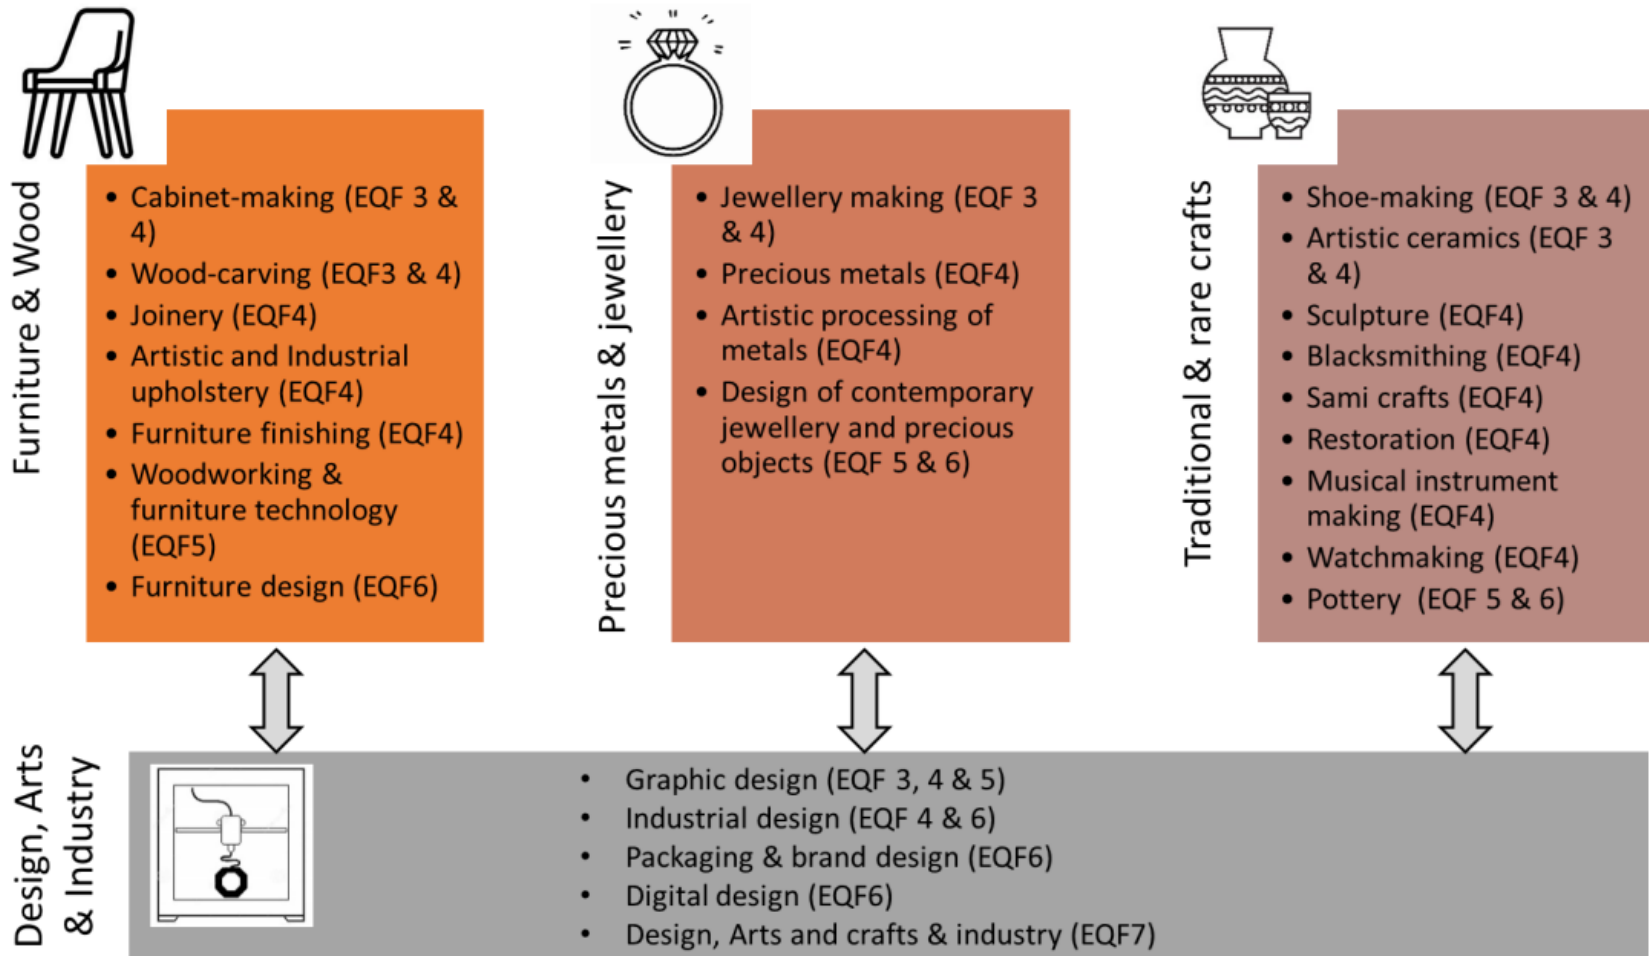 Furniture & Wood
• Cabinet-making (EQF 3 &
4)
• Wood-carving (EQF3 & 4)
• Joinery (EQF4)
• Artistic and Industrial
upholstery (EQF4)
• Furniture finishing (EQF4)
• Woodworking &
furniture technology
(EQF5)
• Furniture design (EQF6)
Precious metals & jewellery
• Jewellery making (EQF 3
& 4)
• Precious metals (EQF4)
• Artistic processing of
metals (EQF4)
• Design of contemporary
jewellery and precious
objects (EQF 5 & 6)
Traditional & rare crafts
• Shoe-making (EQF 3 & 4)
• Artistic ceramics (EQF 3
& 4)
• Sculpture (EQF4)
• Blacksmithing (EQF4)
• Sami crafts (EQF4)
• Restoration (EQF4)
• Musical instrument
making (EQF4)
• Watchmaking (EQF4)
• Pottery (EQF 5 & 6)
Design, Arts
& Industry
• Graphic design (EQF 3, 4 & 5)
• Industrial design (EQF 4 & 6)
• Packaging & brand design (EQF6)
• Digital design (EQF6)
• Design, Arts and crafts & industry (EQF7)